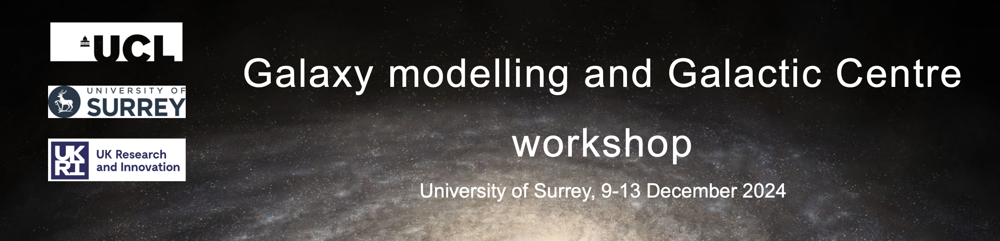 UCL
UNIVERSITY OF
SURREY
UK
RI
UK Research
and Innovation
Galaxy modelling and Galactic Centre
workshop
University of Surrey, 9-13 December 2024